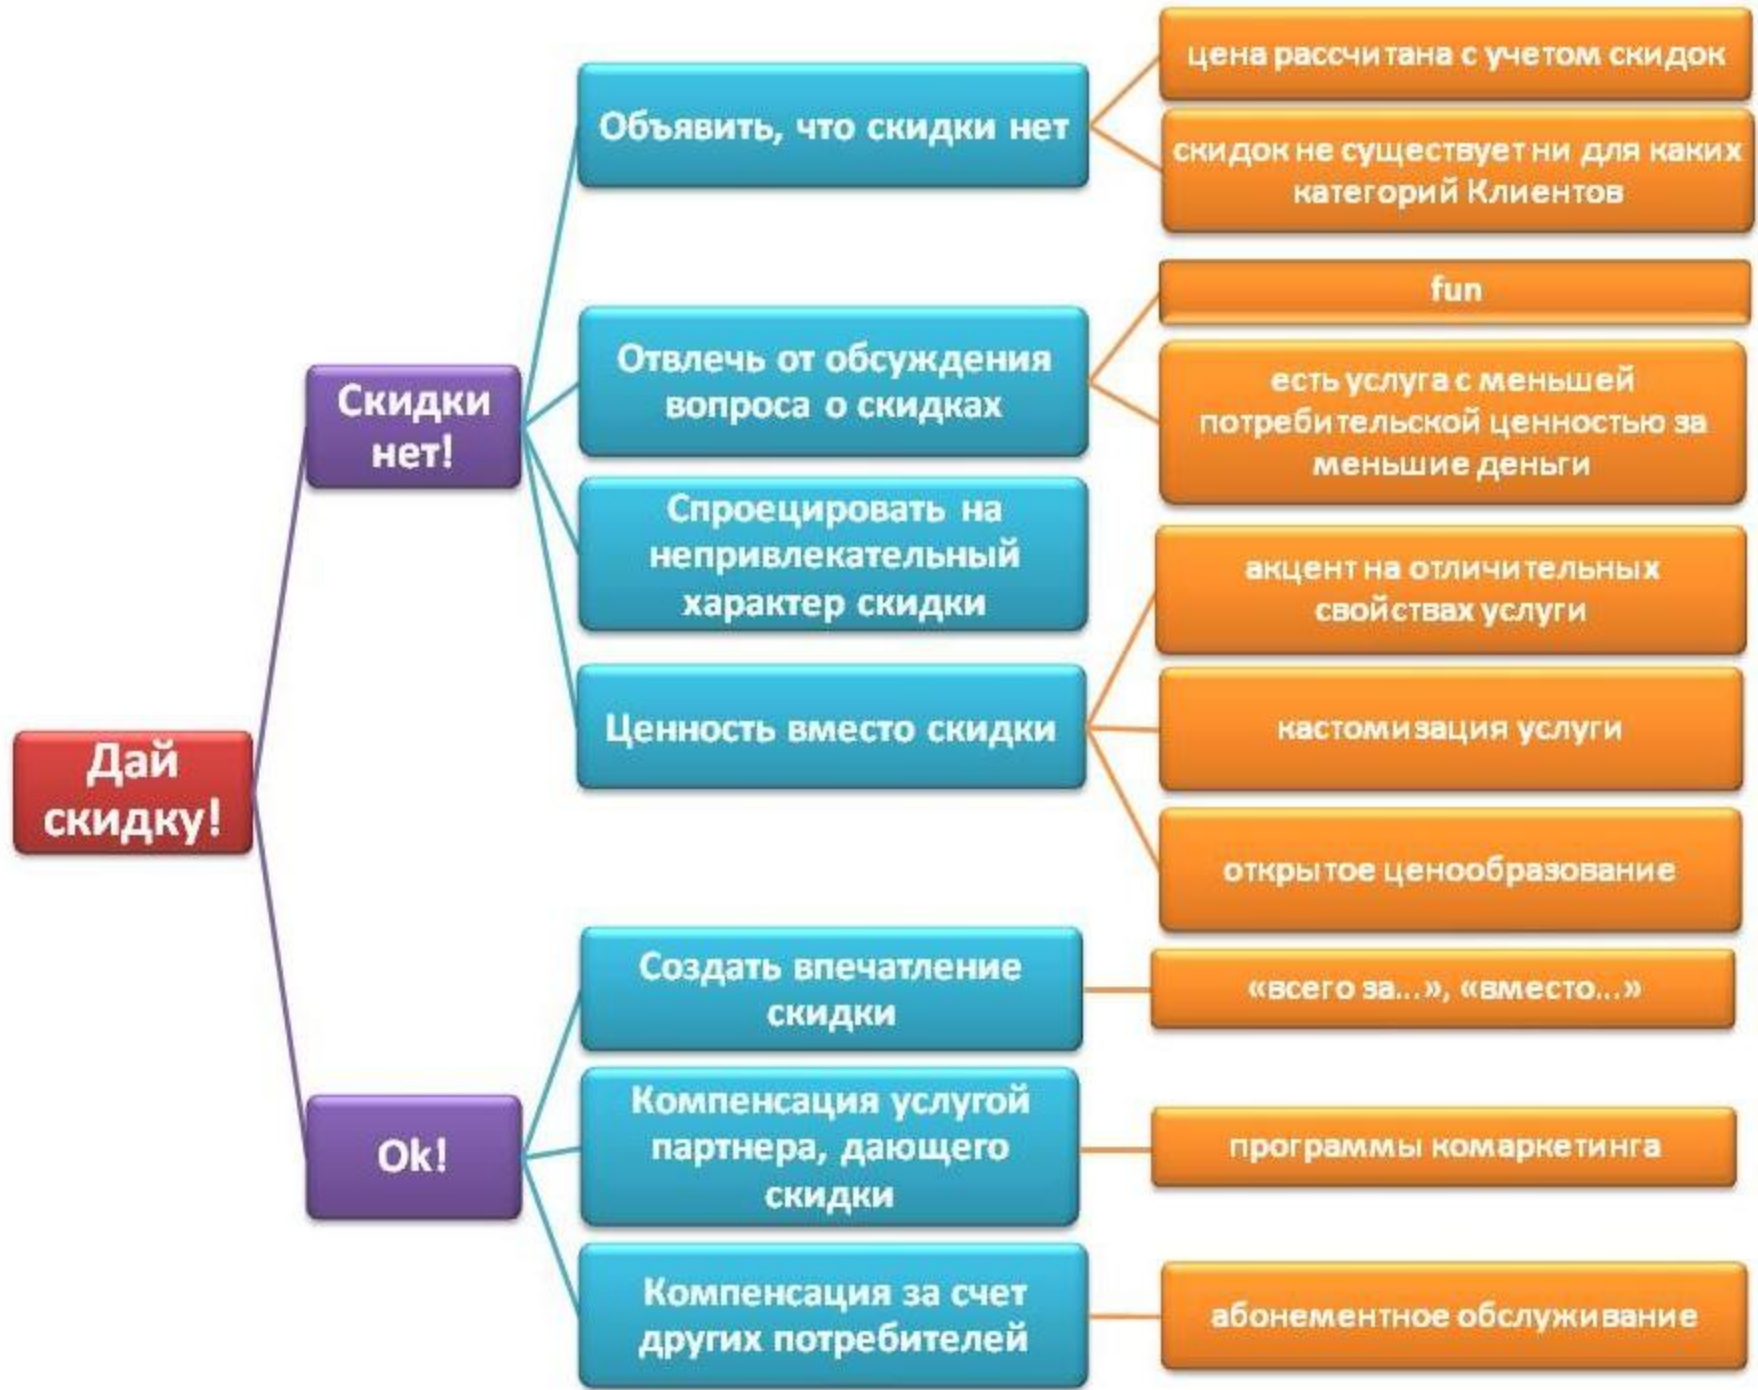 Дай
скидку!
Скидки
нет!
Объявить, что скидки нет
цена рассчитана с учетом скидок
скидок не существует ни для каких
категорий Клиентов
Отвлечь от обсуждения
вопроса о скидках
fun
есть услуга с меньшей
потребительской ценностью за
меньшие деньги
Спроецировать на
непривлекательный
характер скидки
Ценность вместо скидки
акцент на отличительных
свойствах услуги
кастомизация услуги
открытое ценообразование
Ok!
Создать впечатление
скидки
«всего за...», «вместо...»
Компенсация услугой
партнера, дающего
скидки
программы комаркетинга
Компенсация за счет
других потребителей
абонементное обслуживание